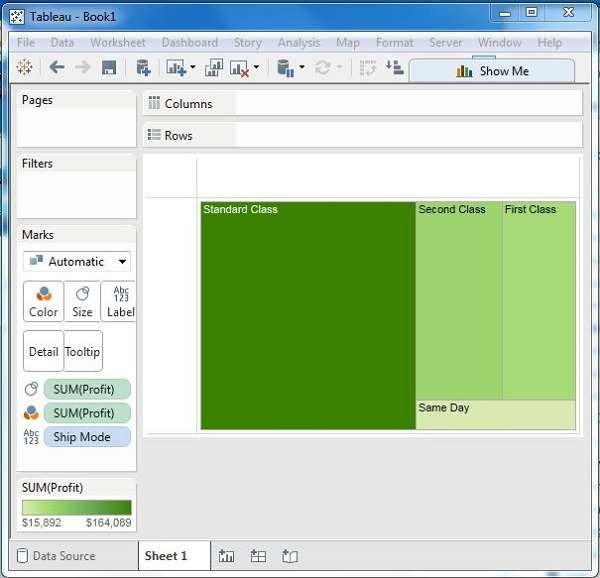 Tableau - Book1
File Data Worksheet Dashboard Story Analysis Map Format Server Window Help
Show Me
Pages
Columns
Rows
Filters
Marks
Automatic
Color Size Abc 123 Label
Detail Tooltip
SUM(Profit)
SUM(Profit)
Abc 123 Ship Mode
SUM(Profit)
$15,892 $164,089
Standard Class Second Class First Class
Same Day
Data Source Sheet 1